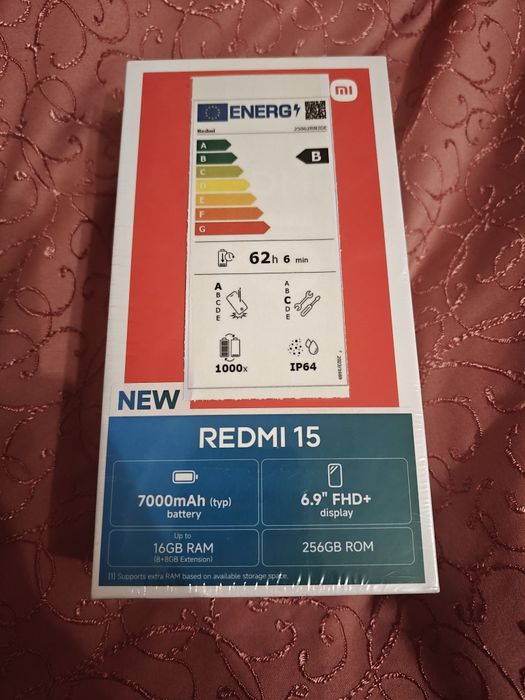 mi
ENERG
Redmi
A
B
C
D
E
F
G
B
62h 6 min
A
B
C
D
E
A
B
C
D
E
1000x
IP64
NEW
REDMI 15
7000mAh (typ)
battery
6.9" FHD+
display
Up to
16GB RAM
(8+8GB Extension)
256GB ROM
[1] Supports extra RAM based on available storage space.